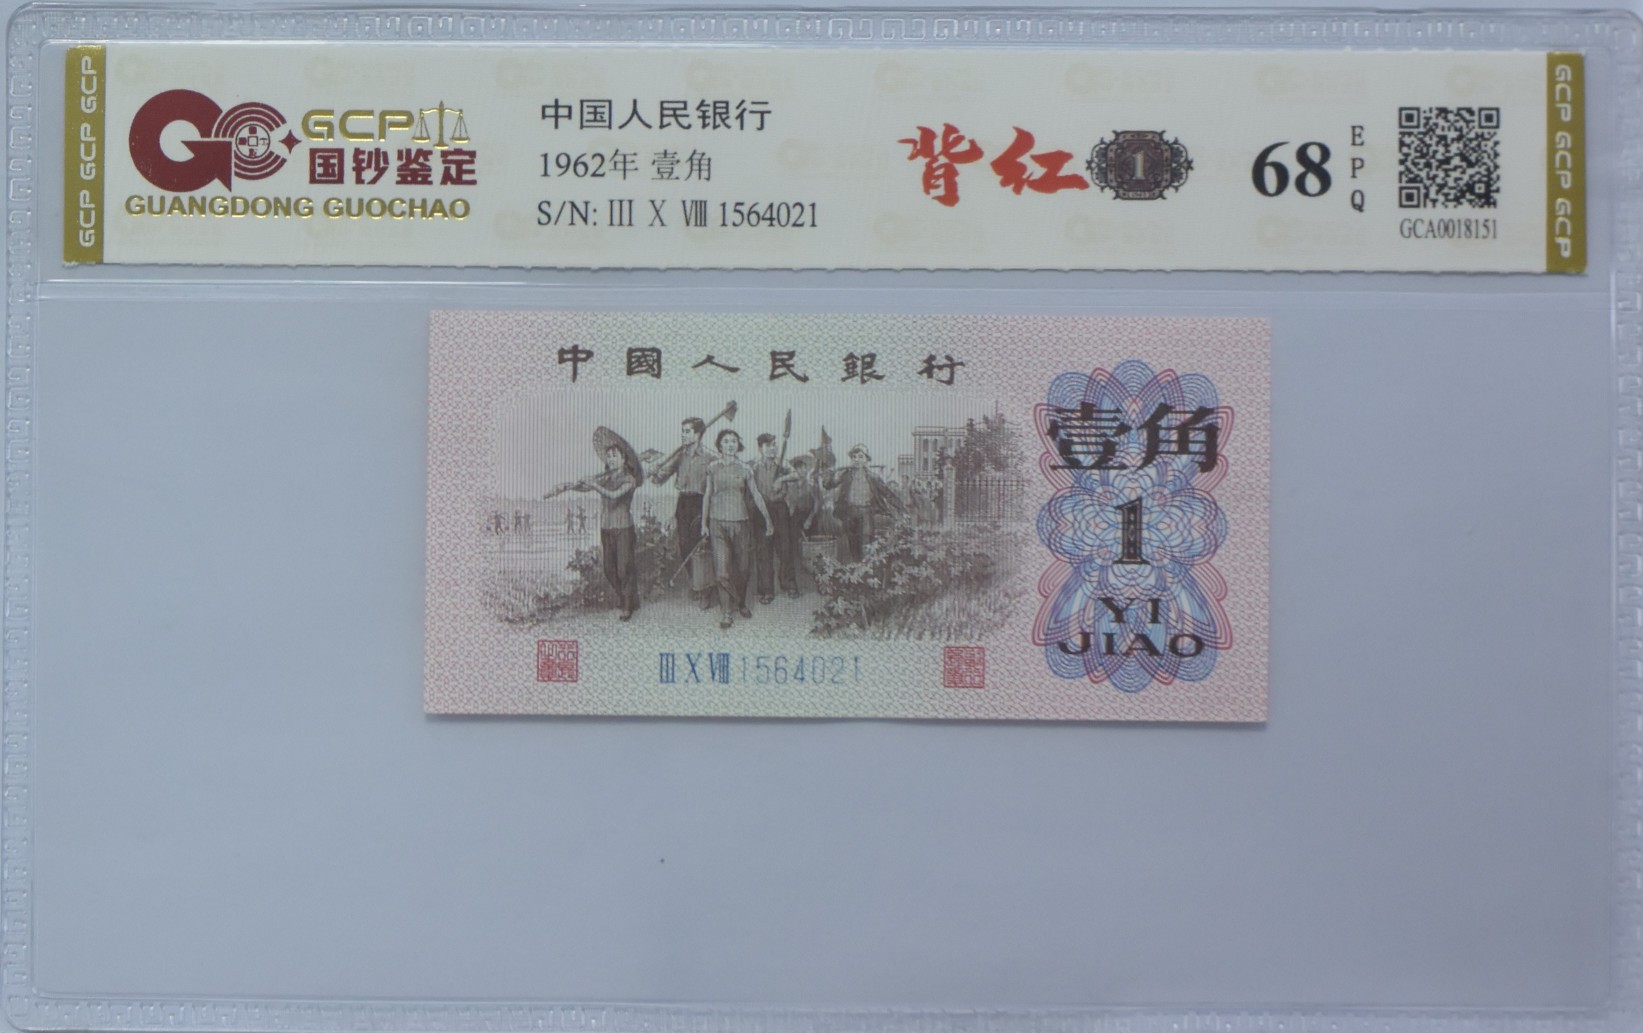 GCP GCP GCP
GCP
国钞鉴定
GUANGDONG GUOCHAO
中国人民银行
1962年 壹角
S/N: III X VIII 1564021
背红
1
68
EPQ
GCA0018151
GCP GCP GCP
中國人民銀行
壹角
1
YI
JIAO
III X VIII 1564021